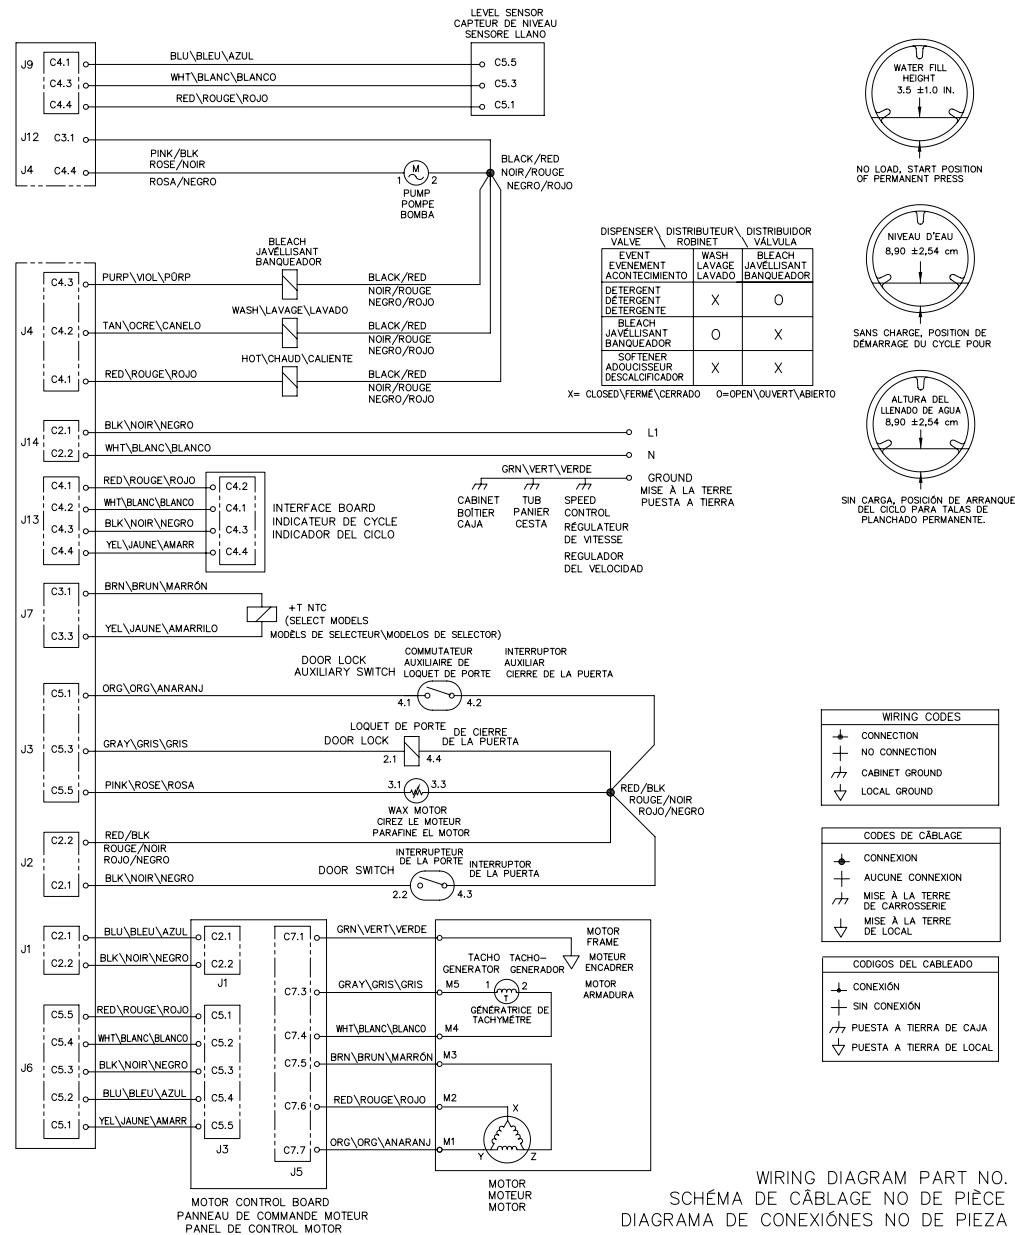 LEVEL SENSOR
CAPTEUR DE NIVEAU
SENSORE LLANO
J9
C4.1
BLU\BLEU\AZUL
C5.5
C4.3
WHT\BLANC\BLANCO
C5.3
C4.4
RED\ROUGE\ROJO
C5.1
J12
C3.1
J4
C4.4
PINK/BLK
ROSE/NOIR
ROSA/NEGRO
1
M
2
PUMP
POMPE
BOMBA
BLACK/RED
NOIR/ROUGE
NEGRO/ROJO
WATER FILL
HEIGHT
3.5 ±1.0 IN.
NO LOAD, START POSITION
OF PERMANENT PRESS
NIVEAU D'EAU
8,90 ±2,54 cm
SANS CHARGE, POSITION DE
DÉMARRAGE DU CYCLE POUR
ALTURA DEL
LLENADO DE AGUA
8,90 ±2,54 cm
SIN CARGA, POSICIÓN DE ARRANQUE
DEL CICLO PARA TALAS DE
PLANCHADO PERMANENTE.
J4
C4.3
PURP\VIOL\PÜRP
BLEACH
JAVÉLLISANT
BANQUEADOR
BLACK/RED
NOIR/ROUGE
NEGRO/ROJO
C4.2
TAN\OCRE\CANELO
WASH\LAVAGE\LAVADO
BLACK/RED
NOIR/ROUGE
NEGRO/ROJO
C4.1
RED\ROUGE\ROJO
HOT\CHAUD\CALIENTE
BLACK/RED
NOIR/ROUGE
NEGRO/ROJO
DISPENSER\ DISTRIBUTEUR\ DISTRIBUIDOR
VALVE ROBINET VÁLVULA
EVENT
EVENEMENT
ACONTECIMIENTO
WASH
LAVAGE
LAVADO
BLEACH
JAVÉLLISANT
BANQUEADOR
DETERGENT
DÉTERGENT
DETERGENTE
X
O
BLEACH
JAVÉLLISANT
BANQUEADOR
O
X
SOFTENER
ADOUCISSEUR
DESCALCIFICADOR
X
X
X= CLOSED\FERMÉ\CERRADO O=OPEN\OUVERT\ABIERTO
J14
C2.1
BLK\NOIR\NEGRO
L1
C2.2
WHT\BLANC\BLANCO
N
GRN\VERT\VERDE
GROUND
MISE À LA TERRE
PUESTA A TIERRA
CABINET
BOÎTIER
CAJA
TUB
PANIER
CESTA
SPEED
CONTROL
RÉGULATEUR
DE VITESSE
REGULADOR
DEL VELOCIDAD
J13
C4.1
RED\ROUGE\ROJO
C4.2
C4.2
WHT\BLANC\BLANCO
C4.1
C4.3
BLK\NOIR\NEGRO
C4.3
C4.4
YEL\JAUNE\AMARR
C4.4
INTERFACE BOARD
INDICATEUR DE CYCLE
INDICADOR DEL CICLO
J7
C3.1
BRN\BRUN\MARRÓN
C3.3
YEL\JAUNE\AMARRILO
+T NTC
(SELECT MODELS
MODÈLS DE SELECTEUR\MODELOS DE SELECTOR)
J3
C5.1
ORG\ORG\ANARANJ
DOOR LOCK
AUXILIARY SWITCH
COMMUTATEUR
AUXILIAIRE DE
LOQUET DE PORTE
INTERRUPTOR
AUXILIAR
CIERRE DE LA PUERTA
4.1
4.2
C5.3
GRAY\GRIS\GRIS
LOQUET DE PORTE
DOOR LOCK
DE CIERRE
DE LA PUERTA
2.1
4.4
C5.5
PINK\ROSE\ROSA
3.1
3.3
WAX MOTOR
CIREZ LE MOTEUR
PARAFINE EL MOTOR
RED/BLK
ROUGE/NOIR
ROJO/NEGRO
J2
C2.2
RED/BLK
ROUGE/NOIR
ROJO/NEGRO
C2.1
BLK\NOIR\NEGRO
DOOR SWITCH
INTERRUPTEUR
DE LA PORTE
INTERRUPTOR
DE LA PUERTA
2.2
4.3
WIRING CODES
CONNECTION
NO CONNECTION
CABINET GROUND
LOCAL GROUND
CODES DE CÂBLAGE
CONNEXION
AUCUNE CONNEXION
MISE À LA TERRE
DE CARROSSERIE
MISE À LA TERRE
DE LOCAL
CODIGOS DEL CABLEADO
CONEXIÓN
SIN CONEXIÓN
PUESTA A TIERRA DE CAJA
PUESTA A TIERRA DE LOCAL
J1
C2.1
BLU\BLEU\AZUL
C2.1
C2.2
BLK\NOIR\NEGRO
C2.2
J1
J6
C5.5
RED\ROUGE\ROJO
C5.1
C5.4
WHT\BLANC\BLANCO
C5.2
C5.3
BLK\NOIR\NEGRO
C5.3
C5.2
BLU\BLEU\AZUL
C5.4
C5.1
YEL\JAUNE\AMARR
C5.5
J3
C7.1
GRN\VERT\VERDE
C7.3
GRAY\GRIS\GRIS
M5
C7.4
WHT\BLANC\BLANCO
M4
C7.5
BRN\BRUN\MARRÓN
M3
C7.6
RED\ROUGE\ROJO
M2
C7.7
ORG\ORG\ANARANJ
M1
J5
MOTOR
FRAME
MOTEUR
ENCADRER
MOTOR
ARMADURA
TACHO
GENERATOR
TACHO-
GENERADOR
1
T
2
GÉNÉRATRICE DE
TACHYMÉTRE
X
Y
Z
MOTOR
MOTEUR
MOTOR
MOTOR CONTROL BOARD
PANNEAU DE COMMANDE MOTEUR
PANEL DE CONTROL MOTOR
WIRING DIAGRAM PART NO.
SCHÉMA DE CÂBLAGE NO DE PIÈCE
DIAGRAMA DE CONEXIÓNES NO DE PIEZA